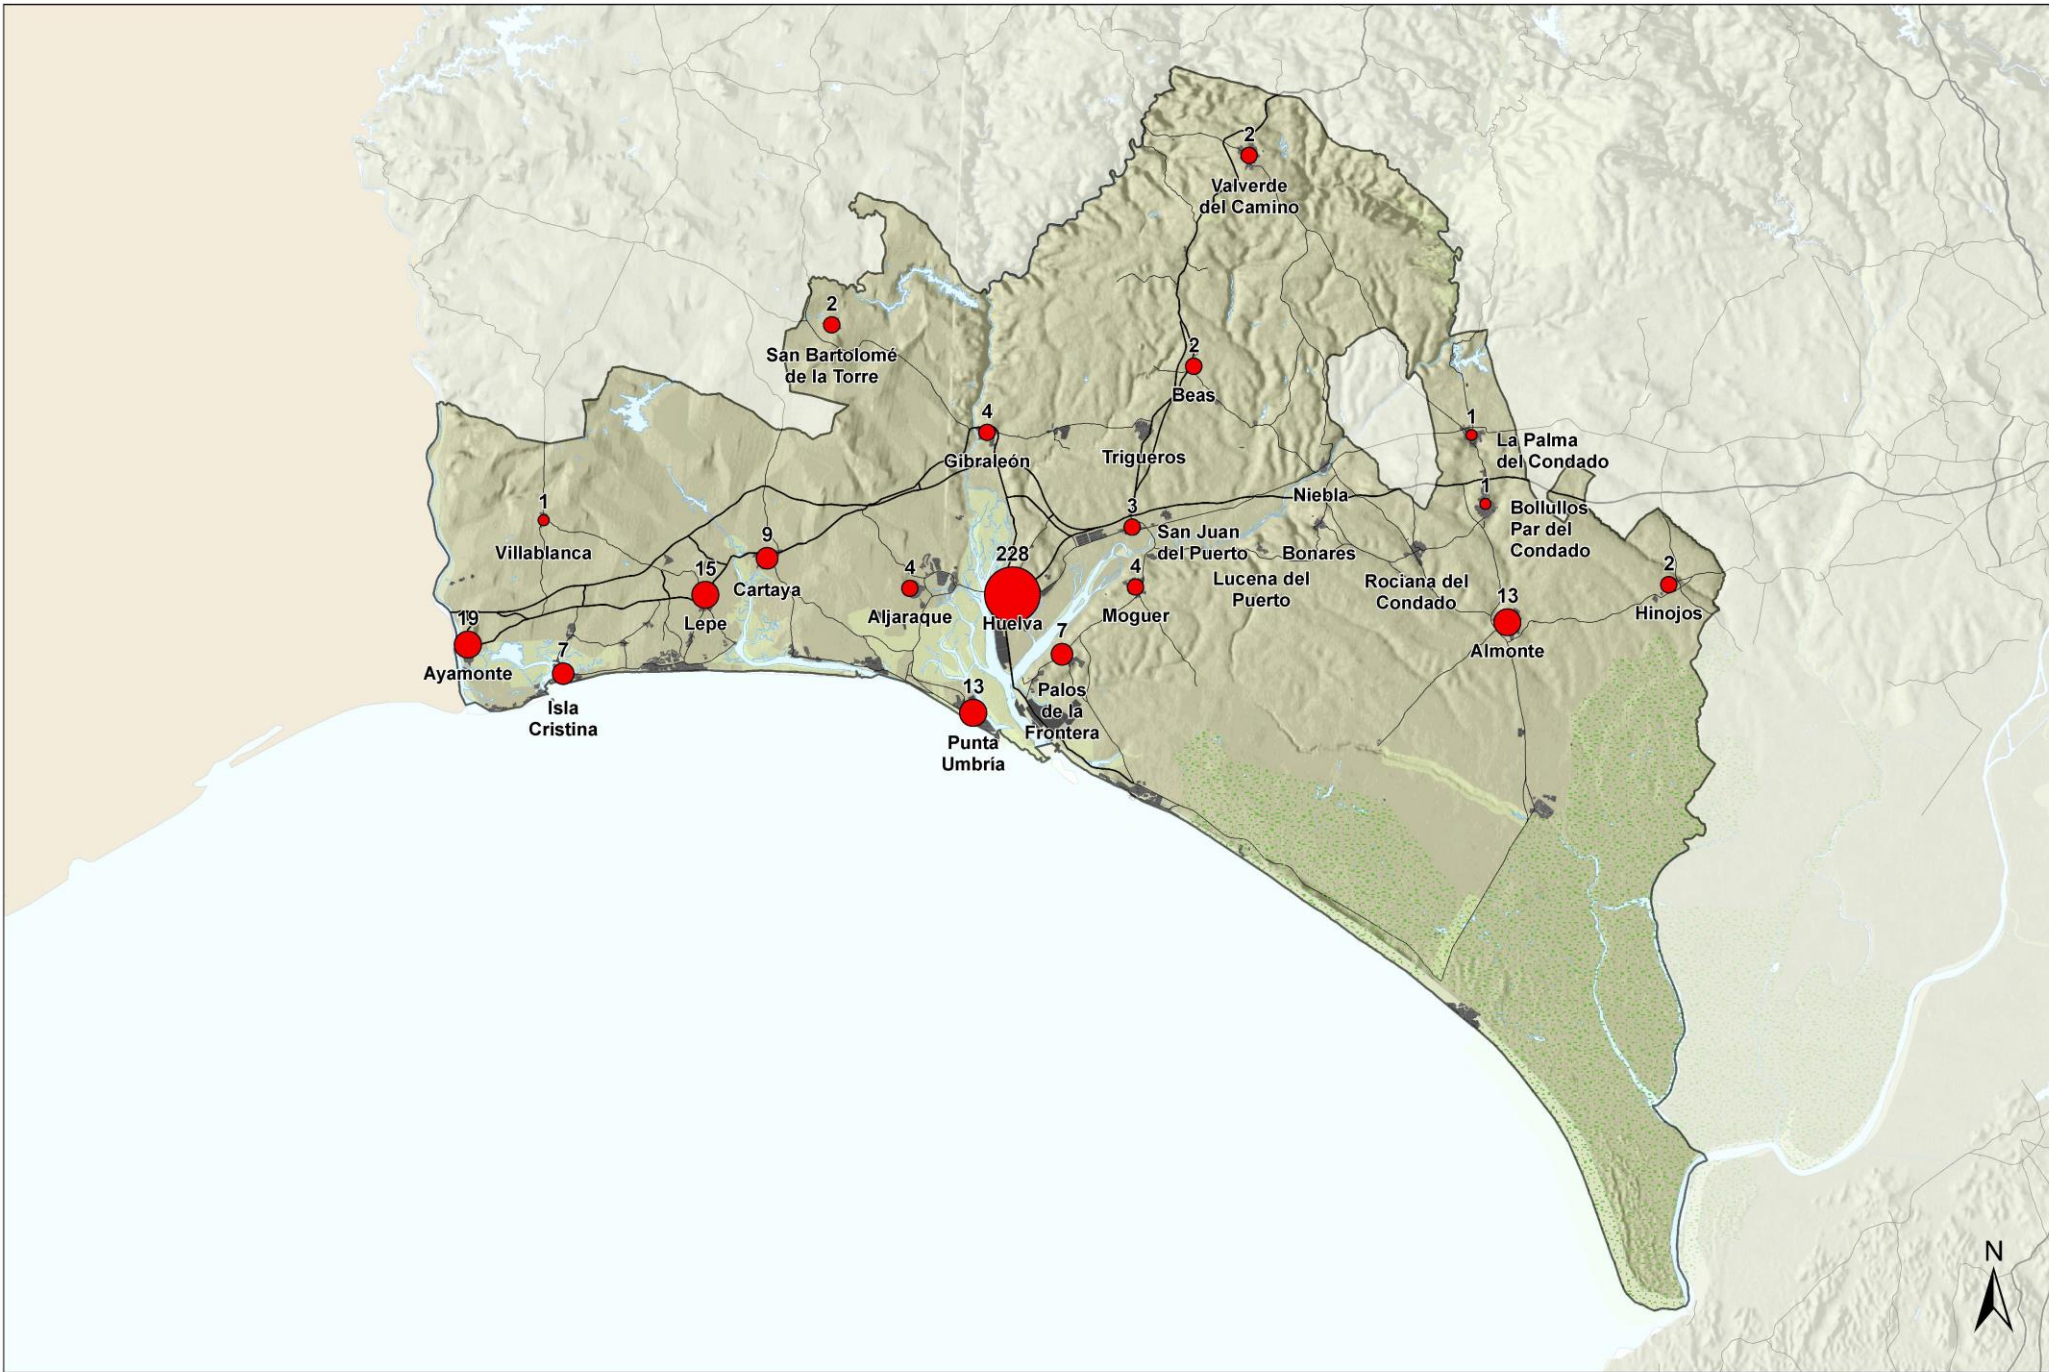 2
Valverde
del Camino
2
San Bartolomé
de la Torre
2
Beas
4
Gibraleón
Trigueros
1
La Palma
del Condado
1
Villablanca
Niebla
1
Bollullos
Par del
Condado
3
San Juan
del Puerto
Bonares
9
Cartaya
15
Lepe
4
Aljaraque
228
Huelva
4
Moguer
Lucena del
Puerto
Rociana del
Condado
13
Almonte
2
Hinojos
19
Ayamonte
7
Isla
Cristina
7
Palos
de la
Frontera
13
Punta
Umbría
N